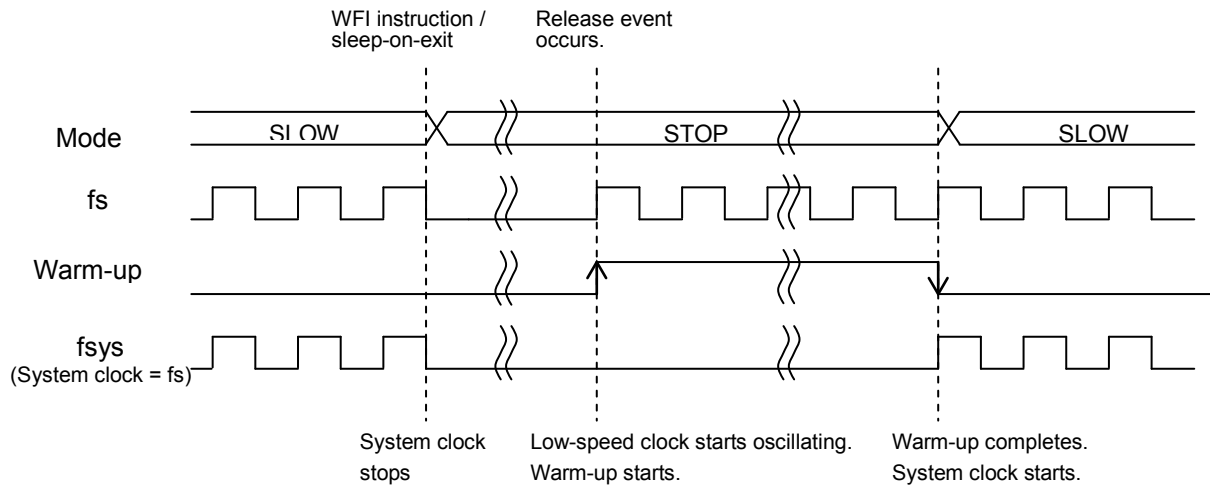 WFI instruction /
sleep-on-exit
Release event
occurs.
Mode
SLOW
STOP
SLOW
fs
Warm-up
fsys
(System clock = fs)
System clock
stops
Low-speed clock starts oscillating.
Warm-up starts.
Warm-up completes.
System clock starts.